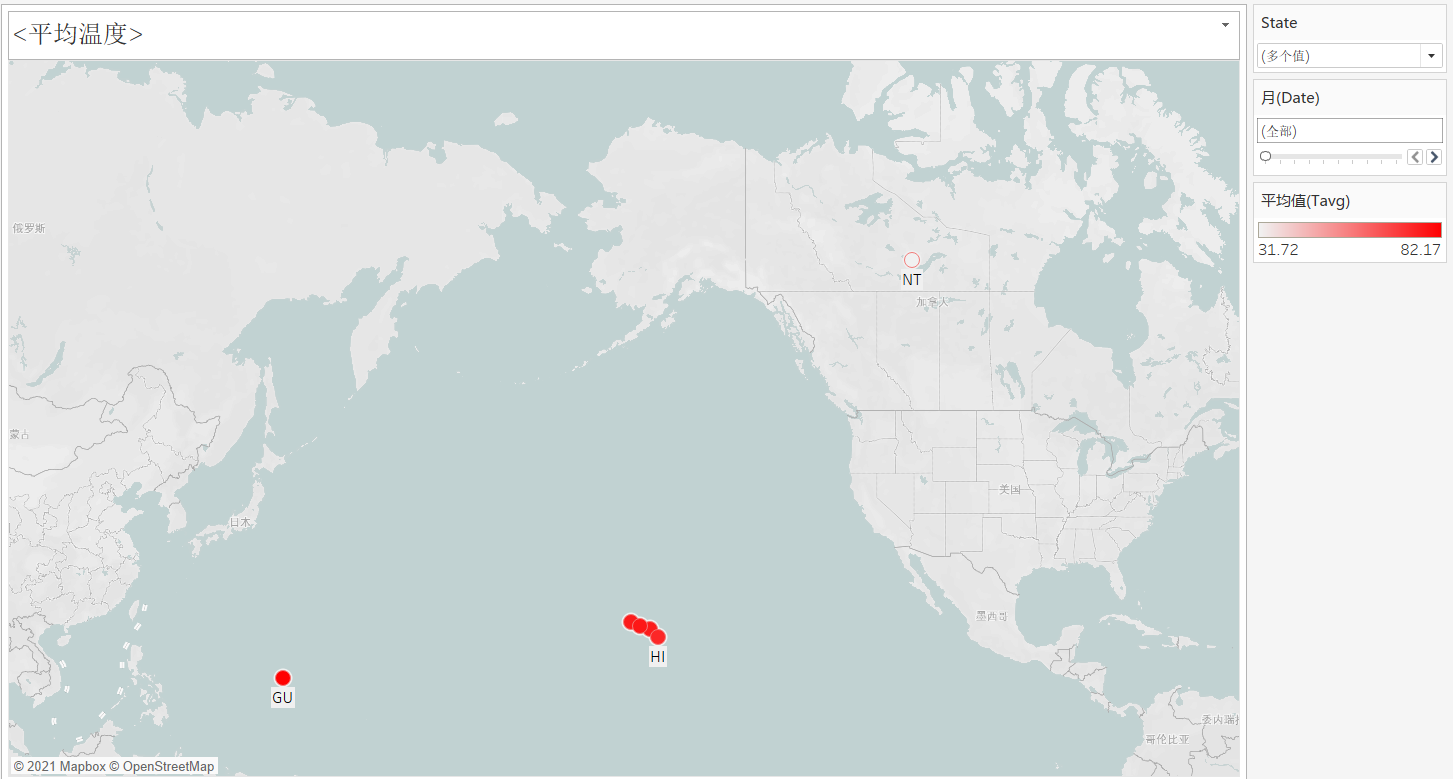 <平均温度>
State
(多个值)
月(Date)
(全部)
平均值(Tavg)
31.72
82.17
俄罗斯
NT
加拿大
蒙古
美国
日本
墨西哥
HI
GU
委内瑞拉
哥伦比亚
© 2021 Mapbox © OpenStreetMap